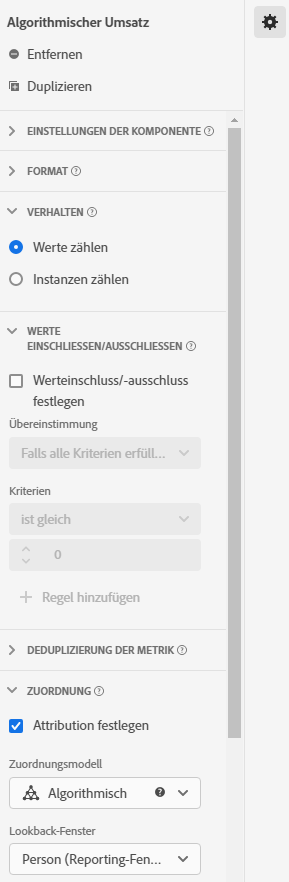 Algorithmischer Umsatz
Entfernen
Duplizieren
EINSTELLUNGEN DER KOMPONENTE
FORMAT
VERHALTEN
Werte zählen
Instanzen zählen
WERTE
EINSCHLIESSEN/AUSSCHLIESSEN
Werteinschluss/-ausschluss
festlegen
Übereinstimmung
Falls alle Kriterien erfüll...
Kriterien
ist gleich
0
Regel hinzufügen
DEDUPLIZIERUNG DER METRIK
ZUORDNUNG
Attribution festlegen
Zuordnungsmodell
Algorithmisch
Lookback-Fenster
Person (Reporting-Fen...